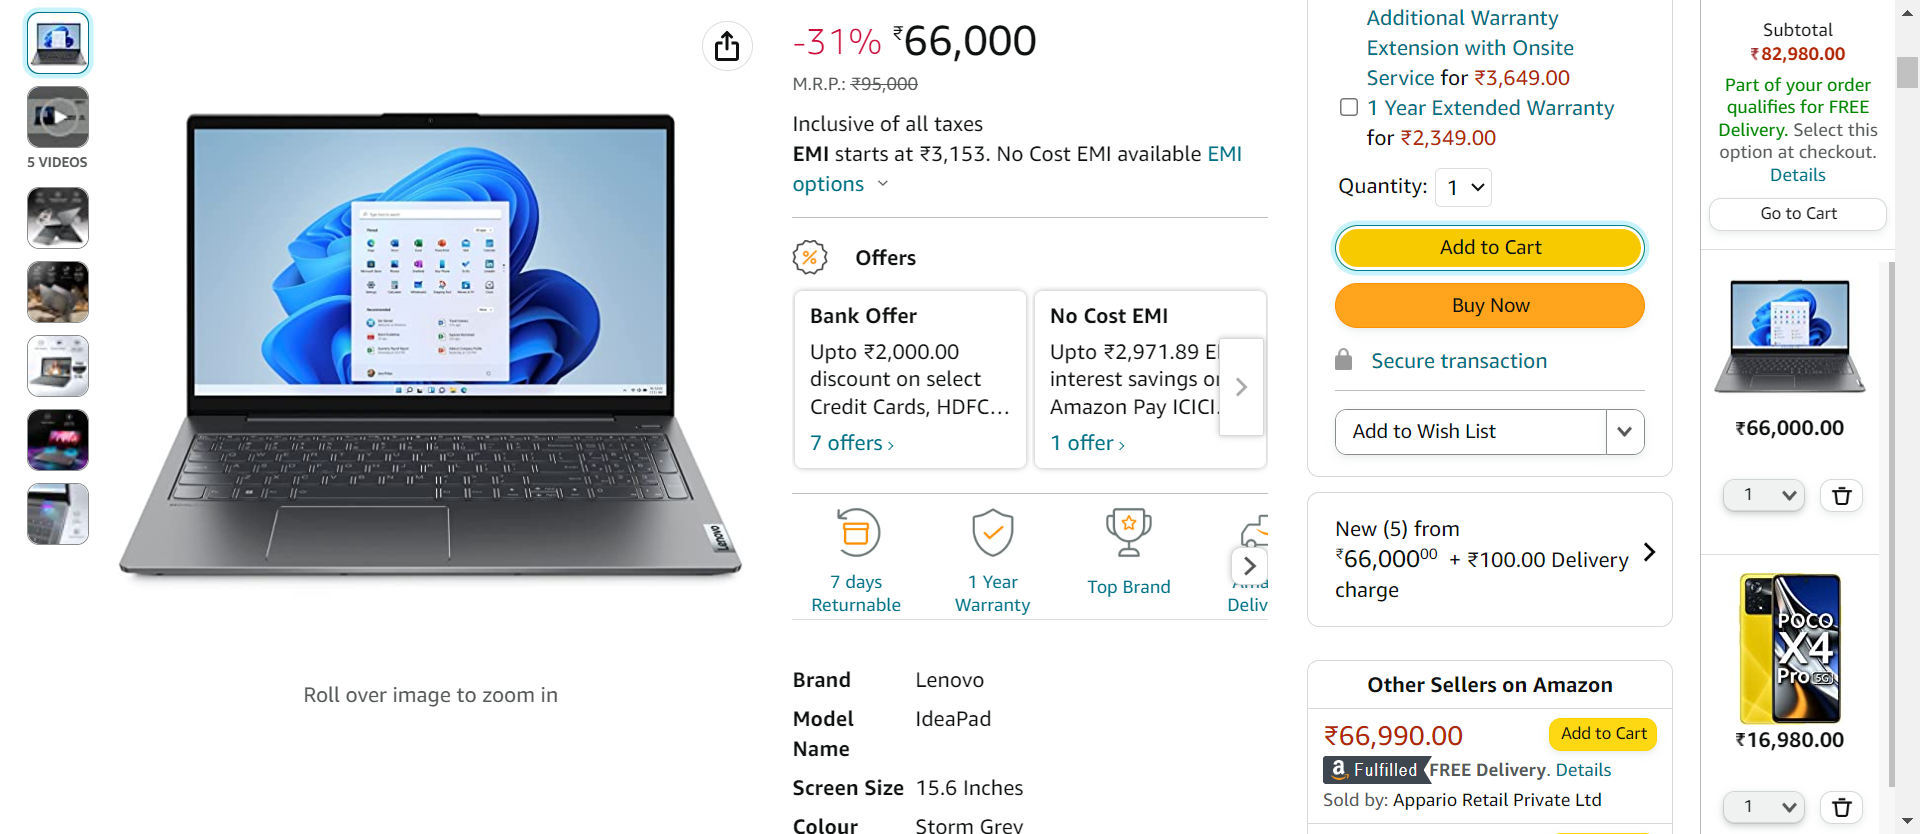 5 VIDEOS
Lenovo
Roll over image to zoom in
-31% ₹66,000
M.R.P.: ₹95,000
Inclusive of all taxes
EMI starts at ₹3,153. No Cost EMI available EMI
options
Offers
Bank Offer
Upto ₹2,000.00
discount on select
Credit Cards, HDFC…
7 offers ›
No Cost EMI
Upto ₹2,971.89 E
interest savings o
Amazon Pay ICICI
1 offer ›
7 days
Returnable
1 Year
Warranty
Top Brand
Deliv
Brand Lenovo
Model
Name
IdeaPad
Screen Size 15.6 Inches
Colour Storm Grey
Additional Warranty
Extension with Onsite
Service for ₹3,649.00
1 Year Extended Warranty
for ₹2,349.00
Quantity: 1
Add to Cart
Buy Now
Secure transaction
Add to Wish List
New (5) from
₹66,00000 + ₹100.00 Delivery
charge
Other Sellers on Amazon
₹66,990.00
Add to Cart
a Fulfilled FREE Delivery. Details
Sold by: Appario Retail Private Ltd
Subtotal
₹82,980.00
Part of your order
qualifies for FREE
Delivery. Select this
option at checkout.
Details
Go to Cart
₹66,000.00
1
POCO
X4
Pro 5G
₹16,980.00
1